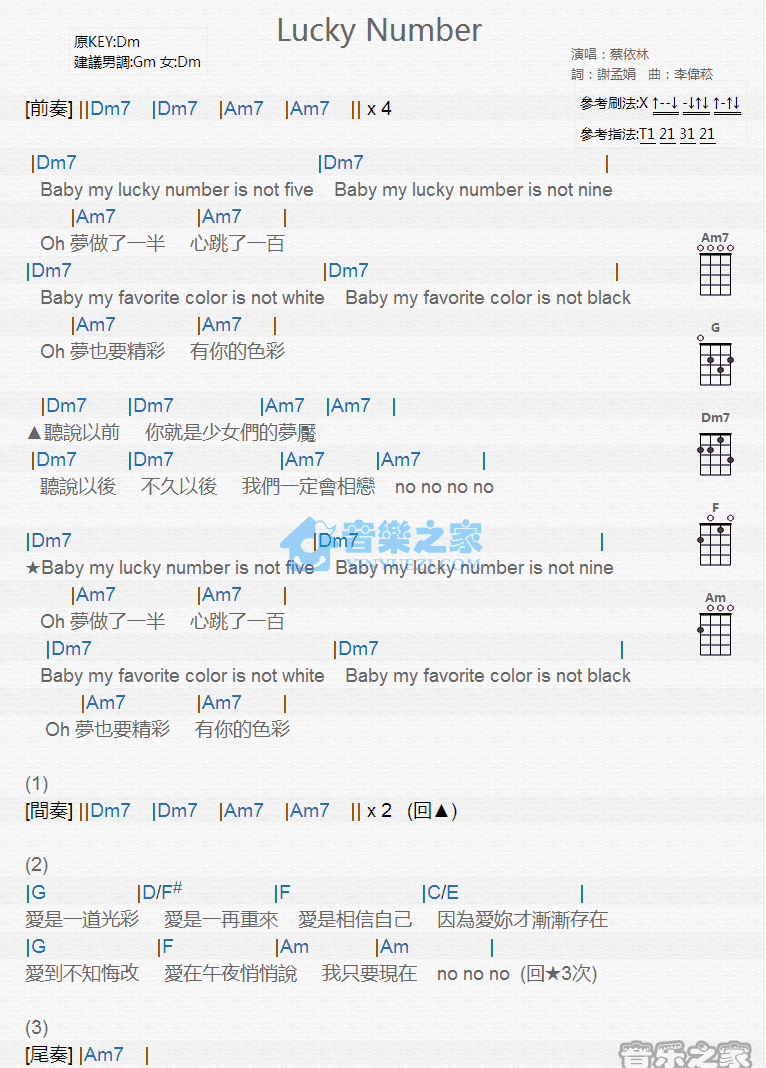 Lucky Number
原KEY:Dm
建議男調:Gm 女:Dm
演唱：蔡依林
詞：謝孟娟 曲：李偉菘
參考刷法:X ↑--↓ -↓↑↓ ↑-↑↓
參考指法:T1 21 31 21
[前奏] ||Dm7 |Dm7 |Am7 |Am7 || x 4
|Dm7 |Dm7 |
Baby my lucky number is not five Baby my lucky number is not nine
|Am7 |Am7 |
Oh 夢做了一半 心跳了一百
|Dm7 |Dm7 |
Baby my favorite color is not white Baby my favorite color is not black
|Am7 |Am7 |
Oh 夢也要精彩 有你的色彩
|Dm7 |Dm7 |Am7 |Am7 |
▲聽說以前 你就是少女們的夢魘
|Dm7 |Dm7 |Am7 |Am7 |
聽說以後 不久以後 我們一定會相戀 no no no no
|Dm7 |Dm7 |
★Baby my lucky number is not five Baby my lucky number is not nine
|Am7 |Am7 |
Oh 夢做了一半 心跳了一百
|Dm7 |Dm7 |
Baby my favorite color is not white Baby my favorite color is not black
|Am7 |Am7 |
Oh 夢也要精彩 有你的色彩
(1)
[間奏] ||Dm7 |Dm7 |Am7 |Am7 || x 2 (回▲)
(2)
|G |D/F# |F |C/E |
愛是一道光彩 愛是一再重來 愛是相信自己 因為愛妳才漸漸存在
|G |F |Am |Am |
愛到不知悔改 愛在午夜悄悄說 我只要現在 no no no (回★3次)
(3)
[尾奏] |Am7 |
Am7
G
Dm7
F
Am
音樂之家
YINYUEZJ.COM
音乐之家